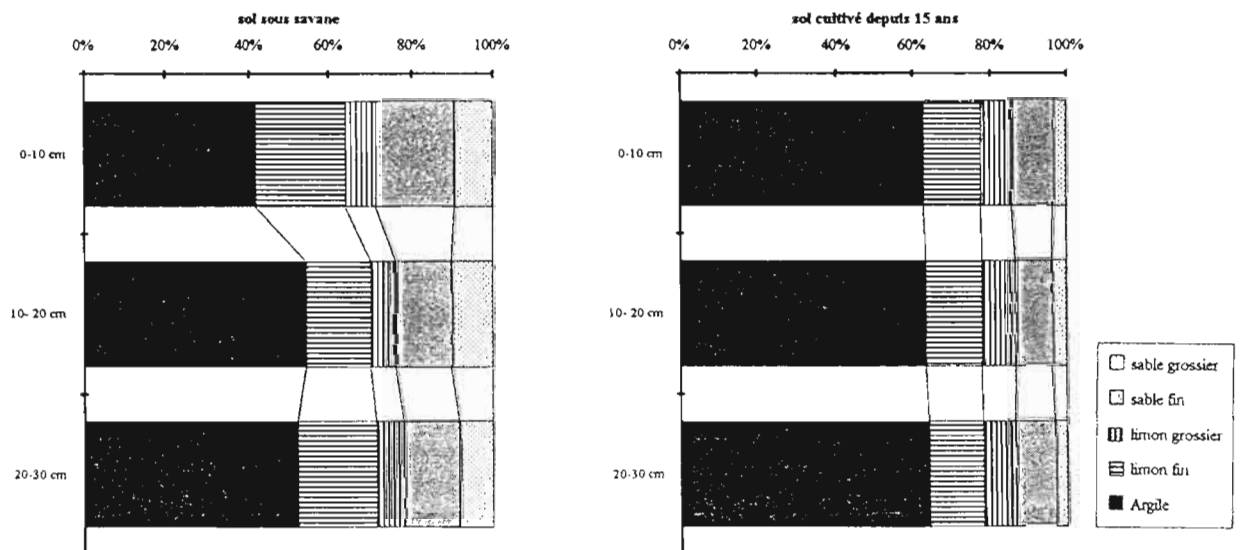 sol sous savane
0% 20% 40% 60% 80% 100%
0-10 cm
10- 20 cm
20-30 cm
sol cultivé depuis 15 ans
0% 20% 40% 60% 80% 100%
0-10 cm
10- 20 cm
20-30 cm
sable grossier
sable fin
limon grossier
limon fin
Argile